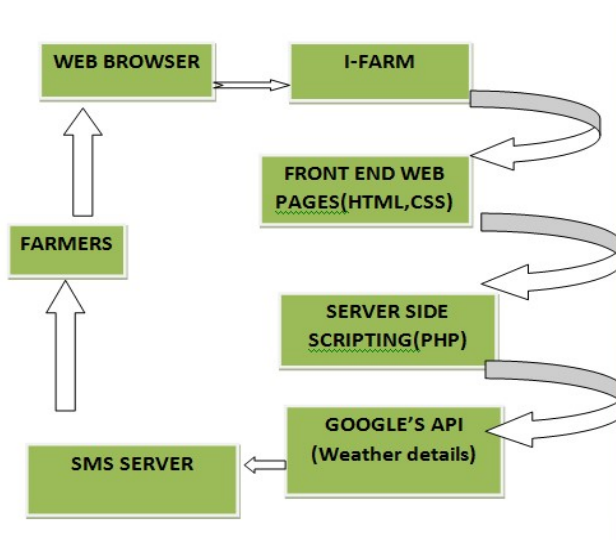 WEB BROWSER
I-FARM
FRONT END WEB
PAGES(HTML,CSS)
FARMERS
SERVER SIDE
SCRIPTING(PHP)
GOOGLE’S API
(Weather details)
SMS SERVER